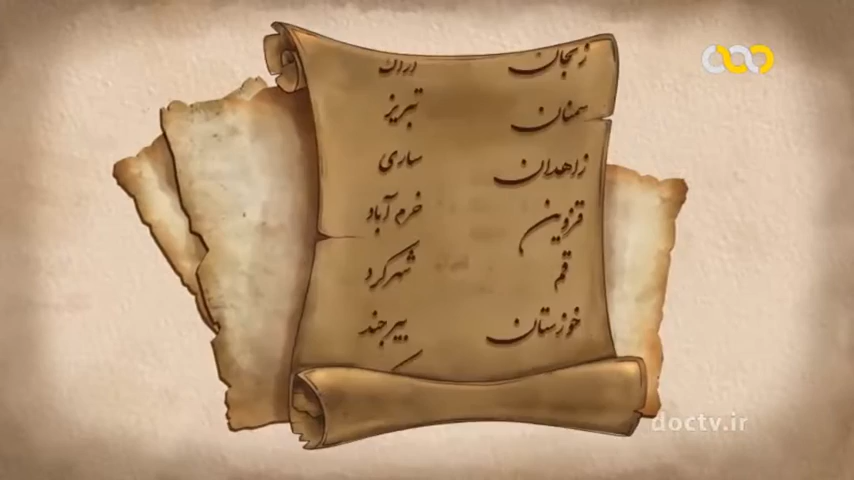 زنجان
اراک
سمنان
تبریز
زاهدان
ساری
قزوین
خرم آباد
قم
شهرکرد
خوزستان
بیرجند
doctv.ir